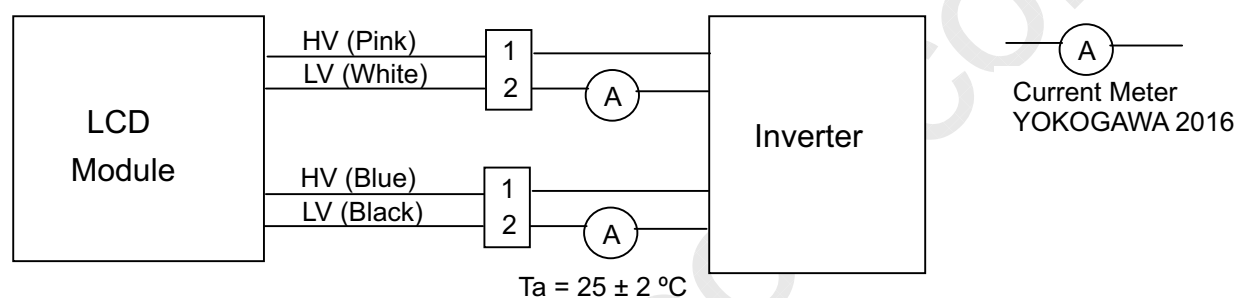 LCD
Module
HV (Pink)
LV (White)
1
2
A
HV (Blue)
LV (Black)
1
2
A
Inverter
A
Current Meter
YOKOGAWA 2016
Ta = 25 ± 2 ºC